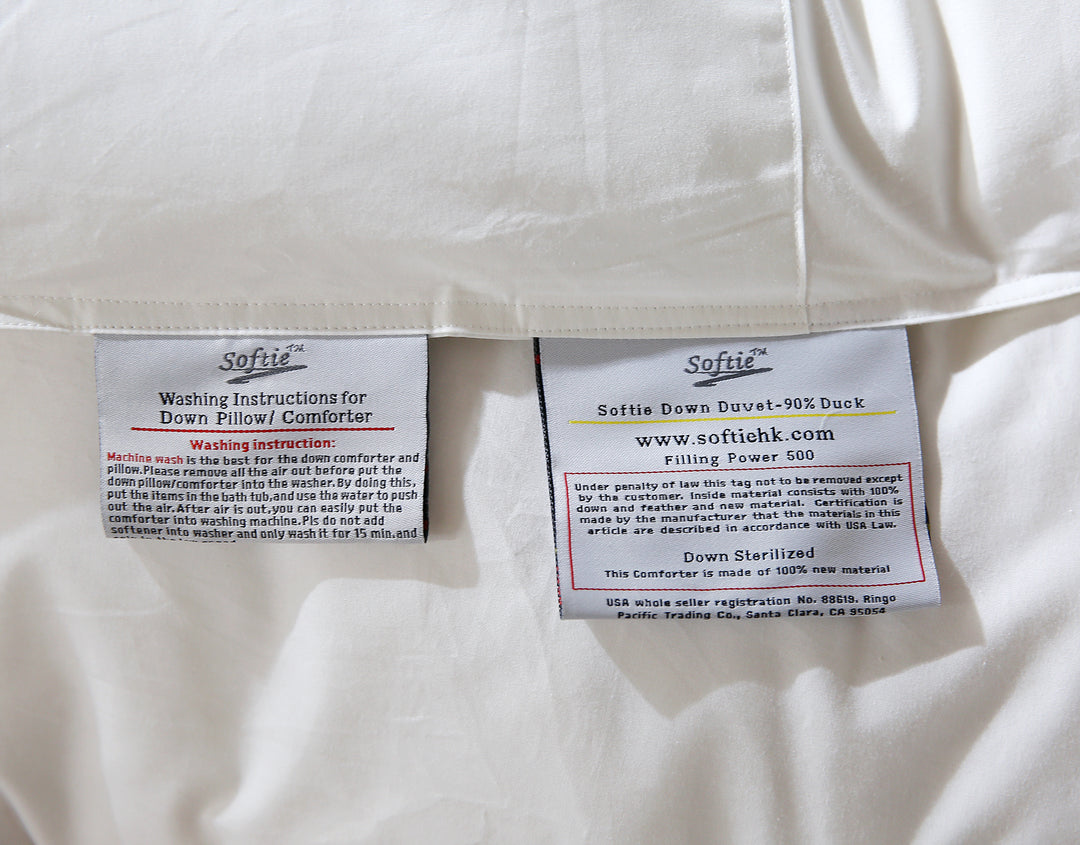 Softie™
Washing Instructions for
Down Pillow/ Comforter
Washing instruction:
Machine wash is the best for the down comforter and
pillow.Please remove all the air out before put the
down pillow/comforter into the washer.By doing this,
put the items in the bath tub,and use the water to push
out the air.After air is out,you can easily put the
comforter into washing machine.Pls do not add
softener into washer and only wash it for 15 min.and
Softie™
Softie Down Duvet-90% Duck
www.softiehk.com
Filling Power 500
Under penalty of law this tag not to be removed except
by the customer. Inside material consists with 100%
down and feather and new material. Certification is
made by the manufacturer that the materials in this
article are described in accordance with USA Law.
Down Sterilized
This Comforter is made of 100% new material
USA whole seller registration No. 88619. Ringo
Pacific Trading Co., Santa Clara, CA 95054